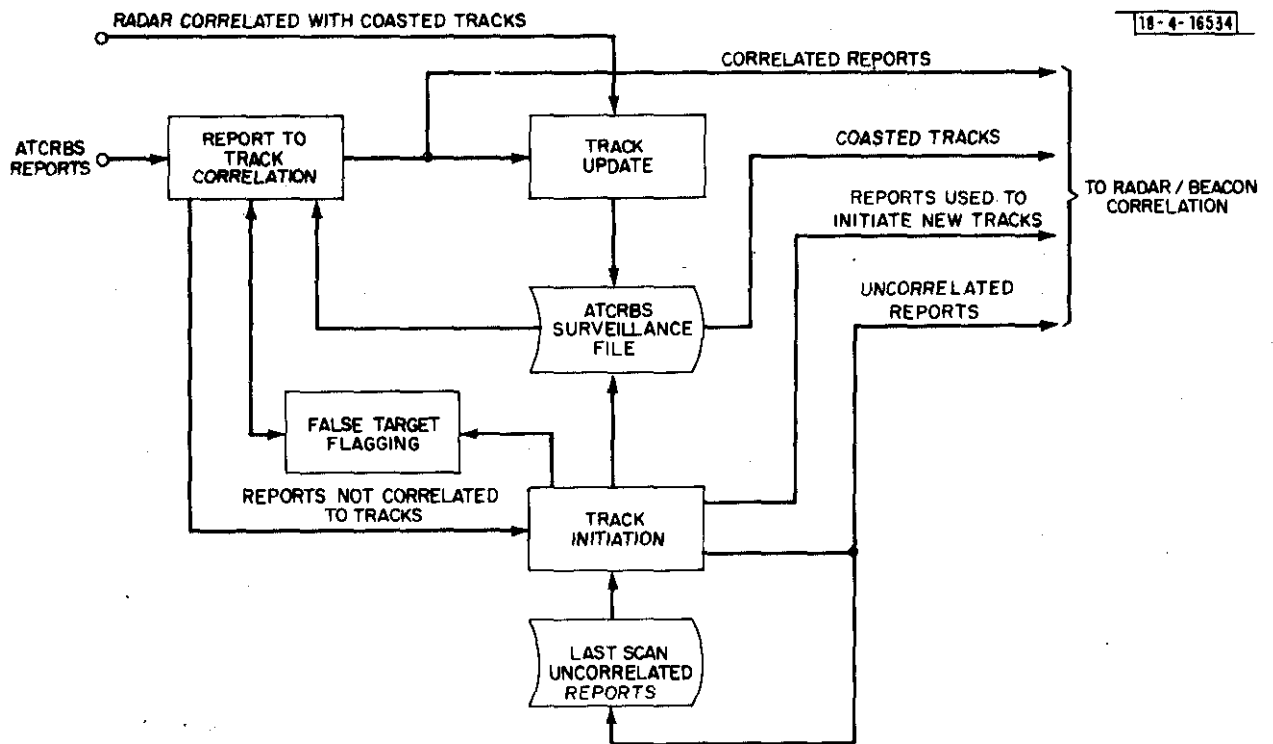 RADAR CORRELATED WITH COASTED TRACKS
18-4-16534
CORRELATED REPORTS
ATCRBS
REPORTS
REPORT TO
TRACK
CORRELATION
TRACK
UPDATE
COASTED TRACKS
REPORTS USED TO
INITIATE NEW TRACKS
TO RADAR / BEACON
CORRELATION
UNCORRELATED
REPORTS
ATCRBS
SURVEILLANCE
FILE
FALSE TARGET
FLAGGING
REPORTS NOT CORRELATED
TO TRACKS
TRACK
INITIATION
LAST SCAN
UNCORRELATED
REPORTS